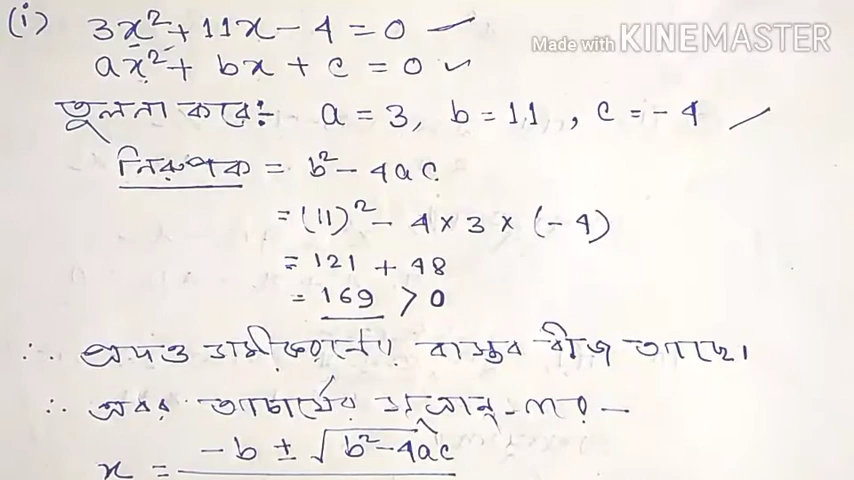 (i) 3x² + 11x - 4 = 0
Made with KINEMASTER
ax² + bx + c = 0
তুলনা করে:- a = 3, b = 11, c = -4
নিরুপক = b² - 4ac
= (11)² - 4 × 3 × (-4)
= 121 + 48
= 169 > 0
∴ প্রদত্ত সমীকরণের বাস্তব বীজ আছে।
∴ আচার্যের -
x = -b ± √b² - 4ac